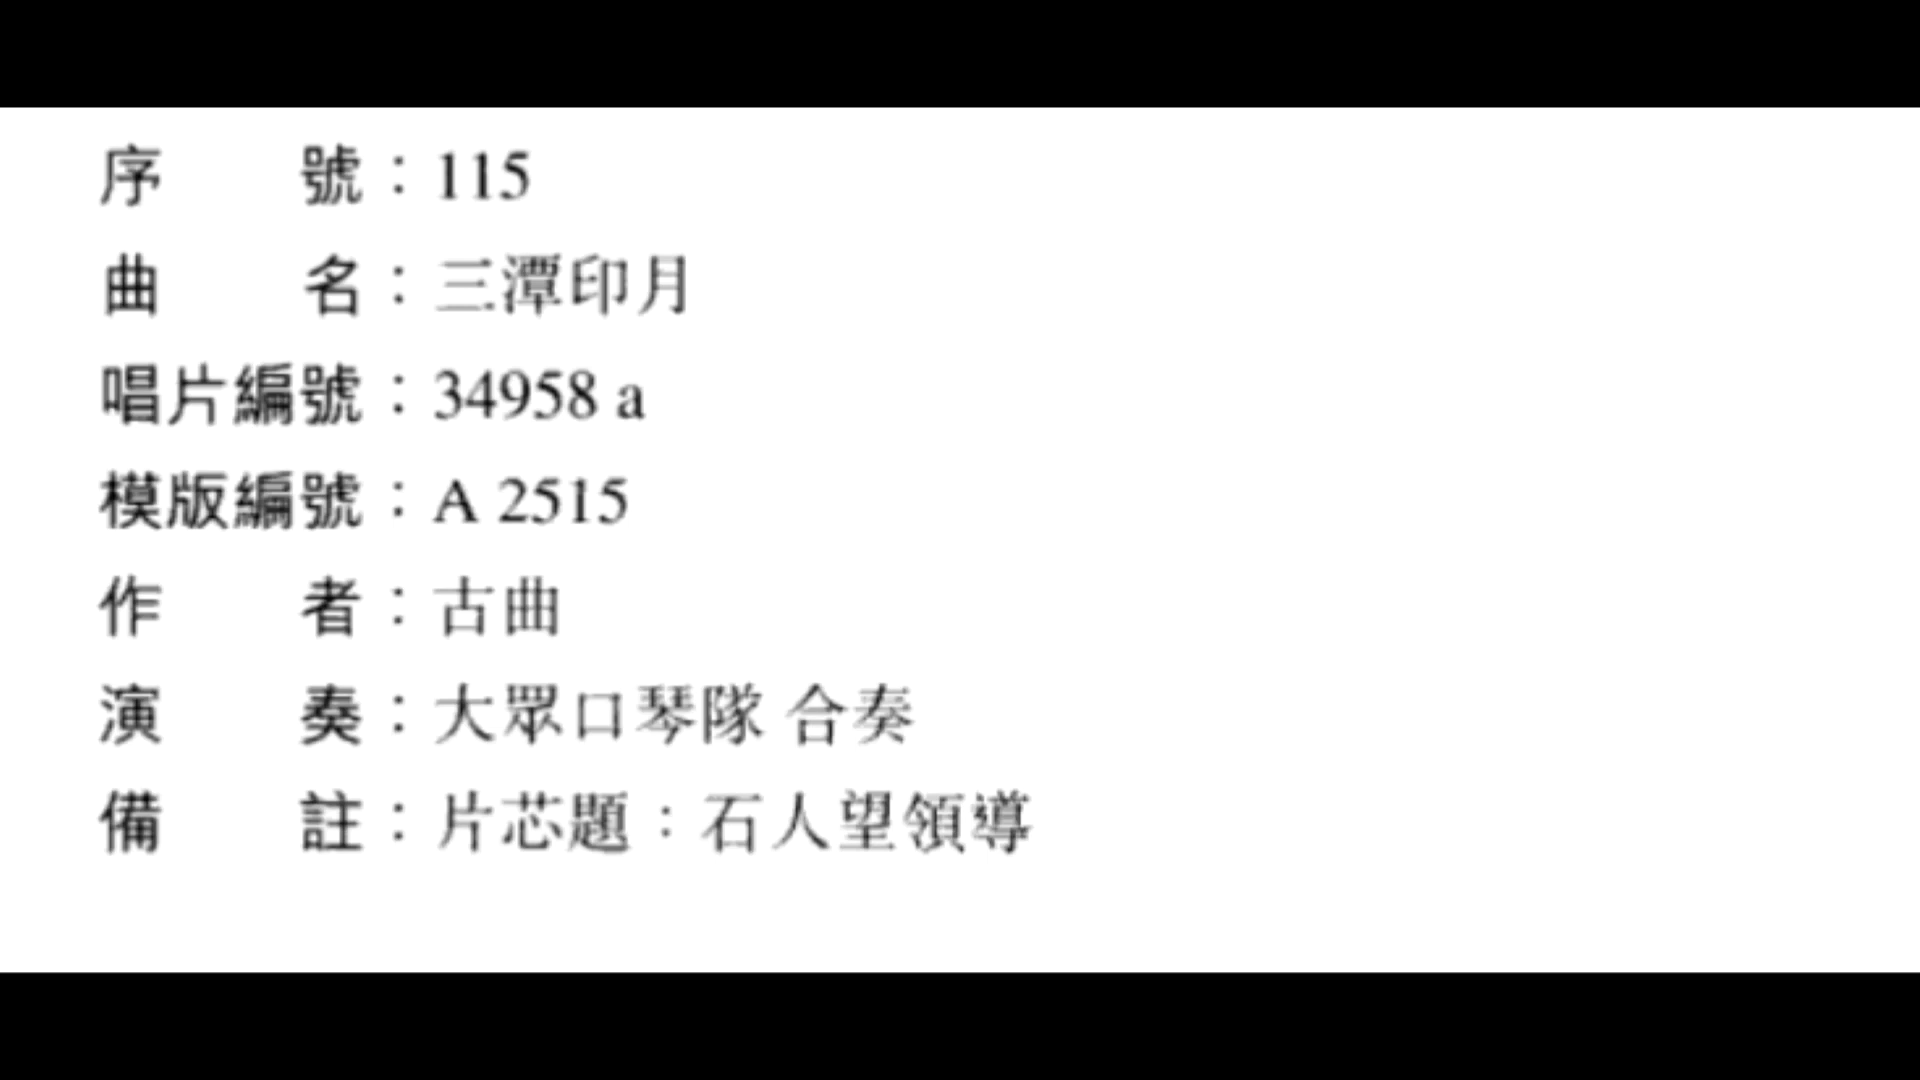 序　　號：115
曲　　名：三潭印月
唱片編號：34958 a
模版編號：A 2515
作　　者：古曲
演　　奏：大眾口琴隊 合奏
備　　註：片芯題：石人望領導